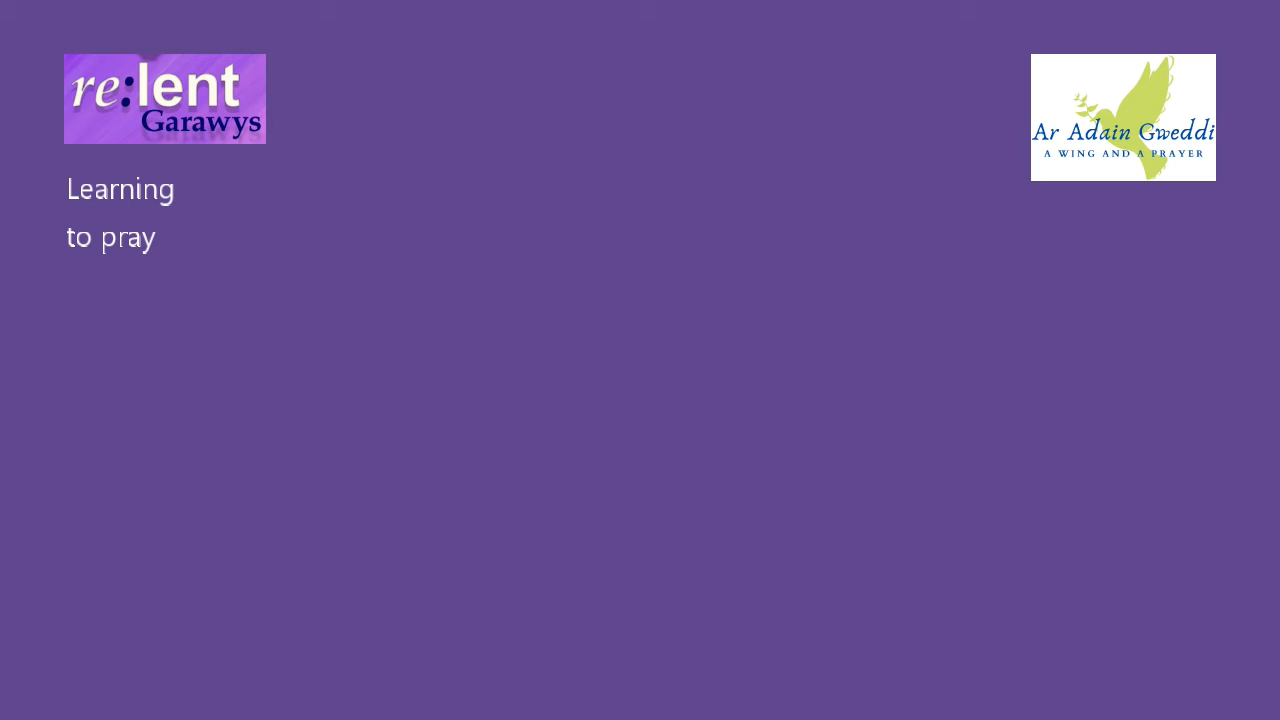 re:lent
Garawys
Learning
to pray
Ar Adain Gweddi
A WING AND A PRAYER